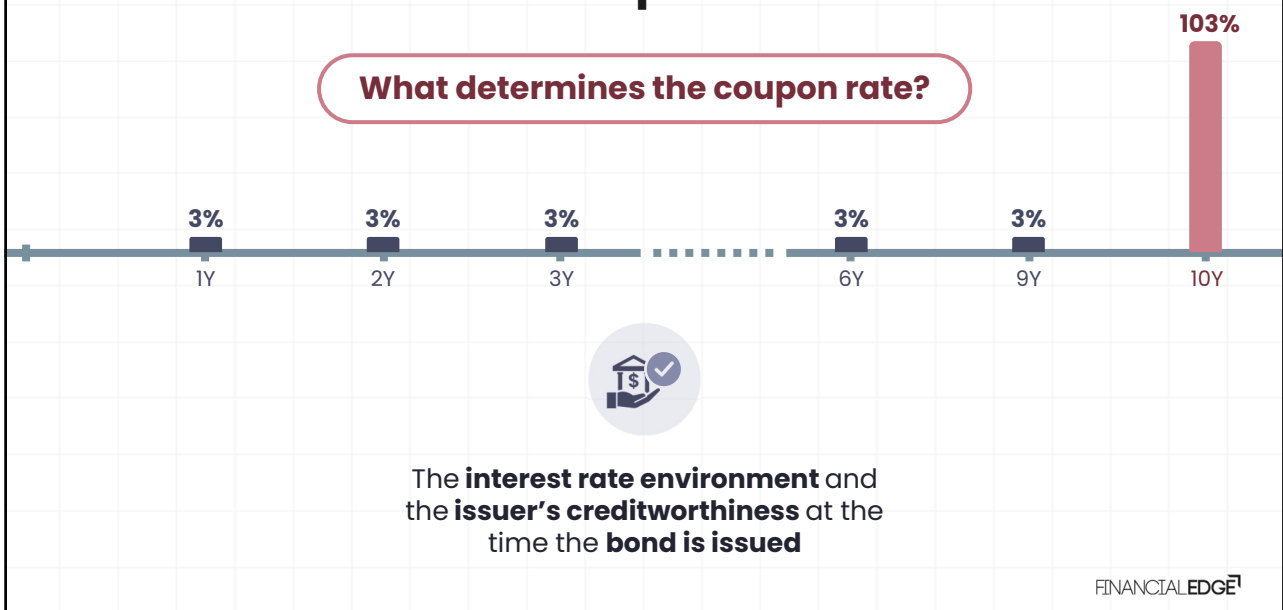 103%
What determines the coupon rate?
3% 3% 3% 3% 3%
1Y 2Y 3Y 6Y 9Y 10Y
$
The interest rate environment and
the issuer’s creditworthiness at the
time the bond is issued
FINANCIALEDGE